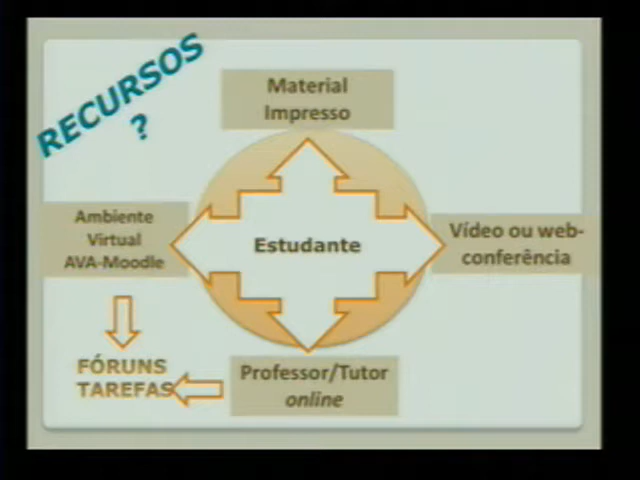 RECURSOS
?
Material
Impresso
Ambiente
Virtual
AVA-Moodle
Estudante
Vídeo ou web-
conferência
FÓRUNS
TAREFAS
Professor/Tutor
online